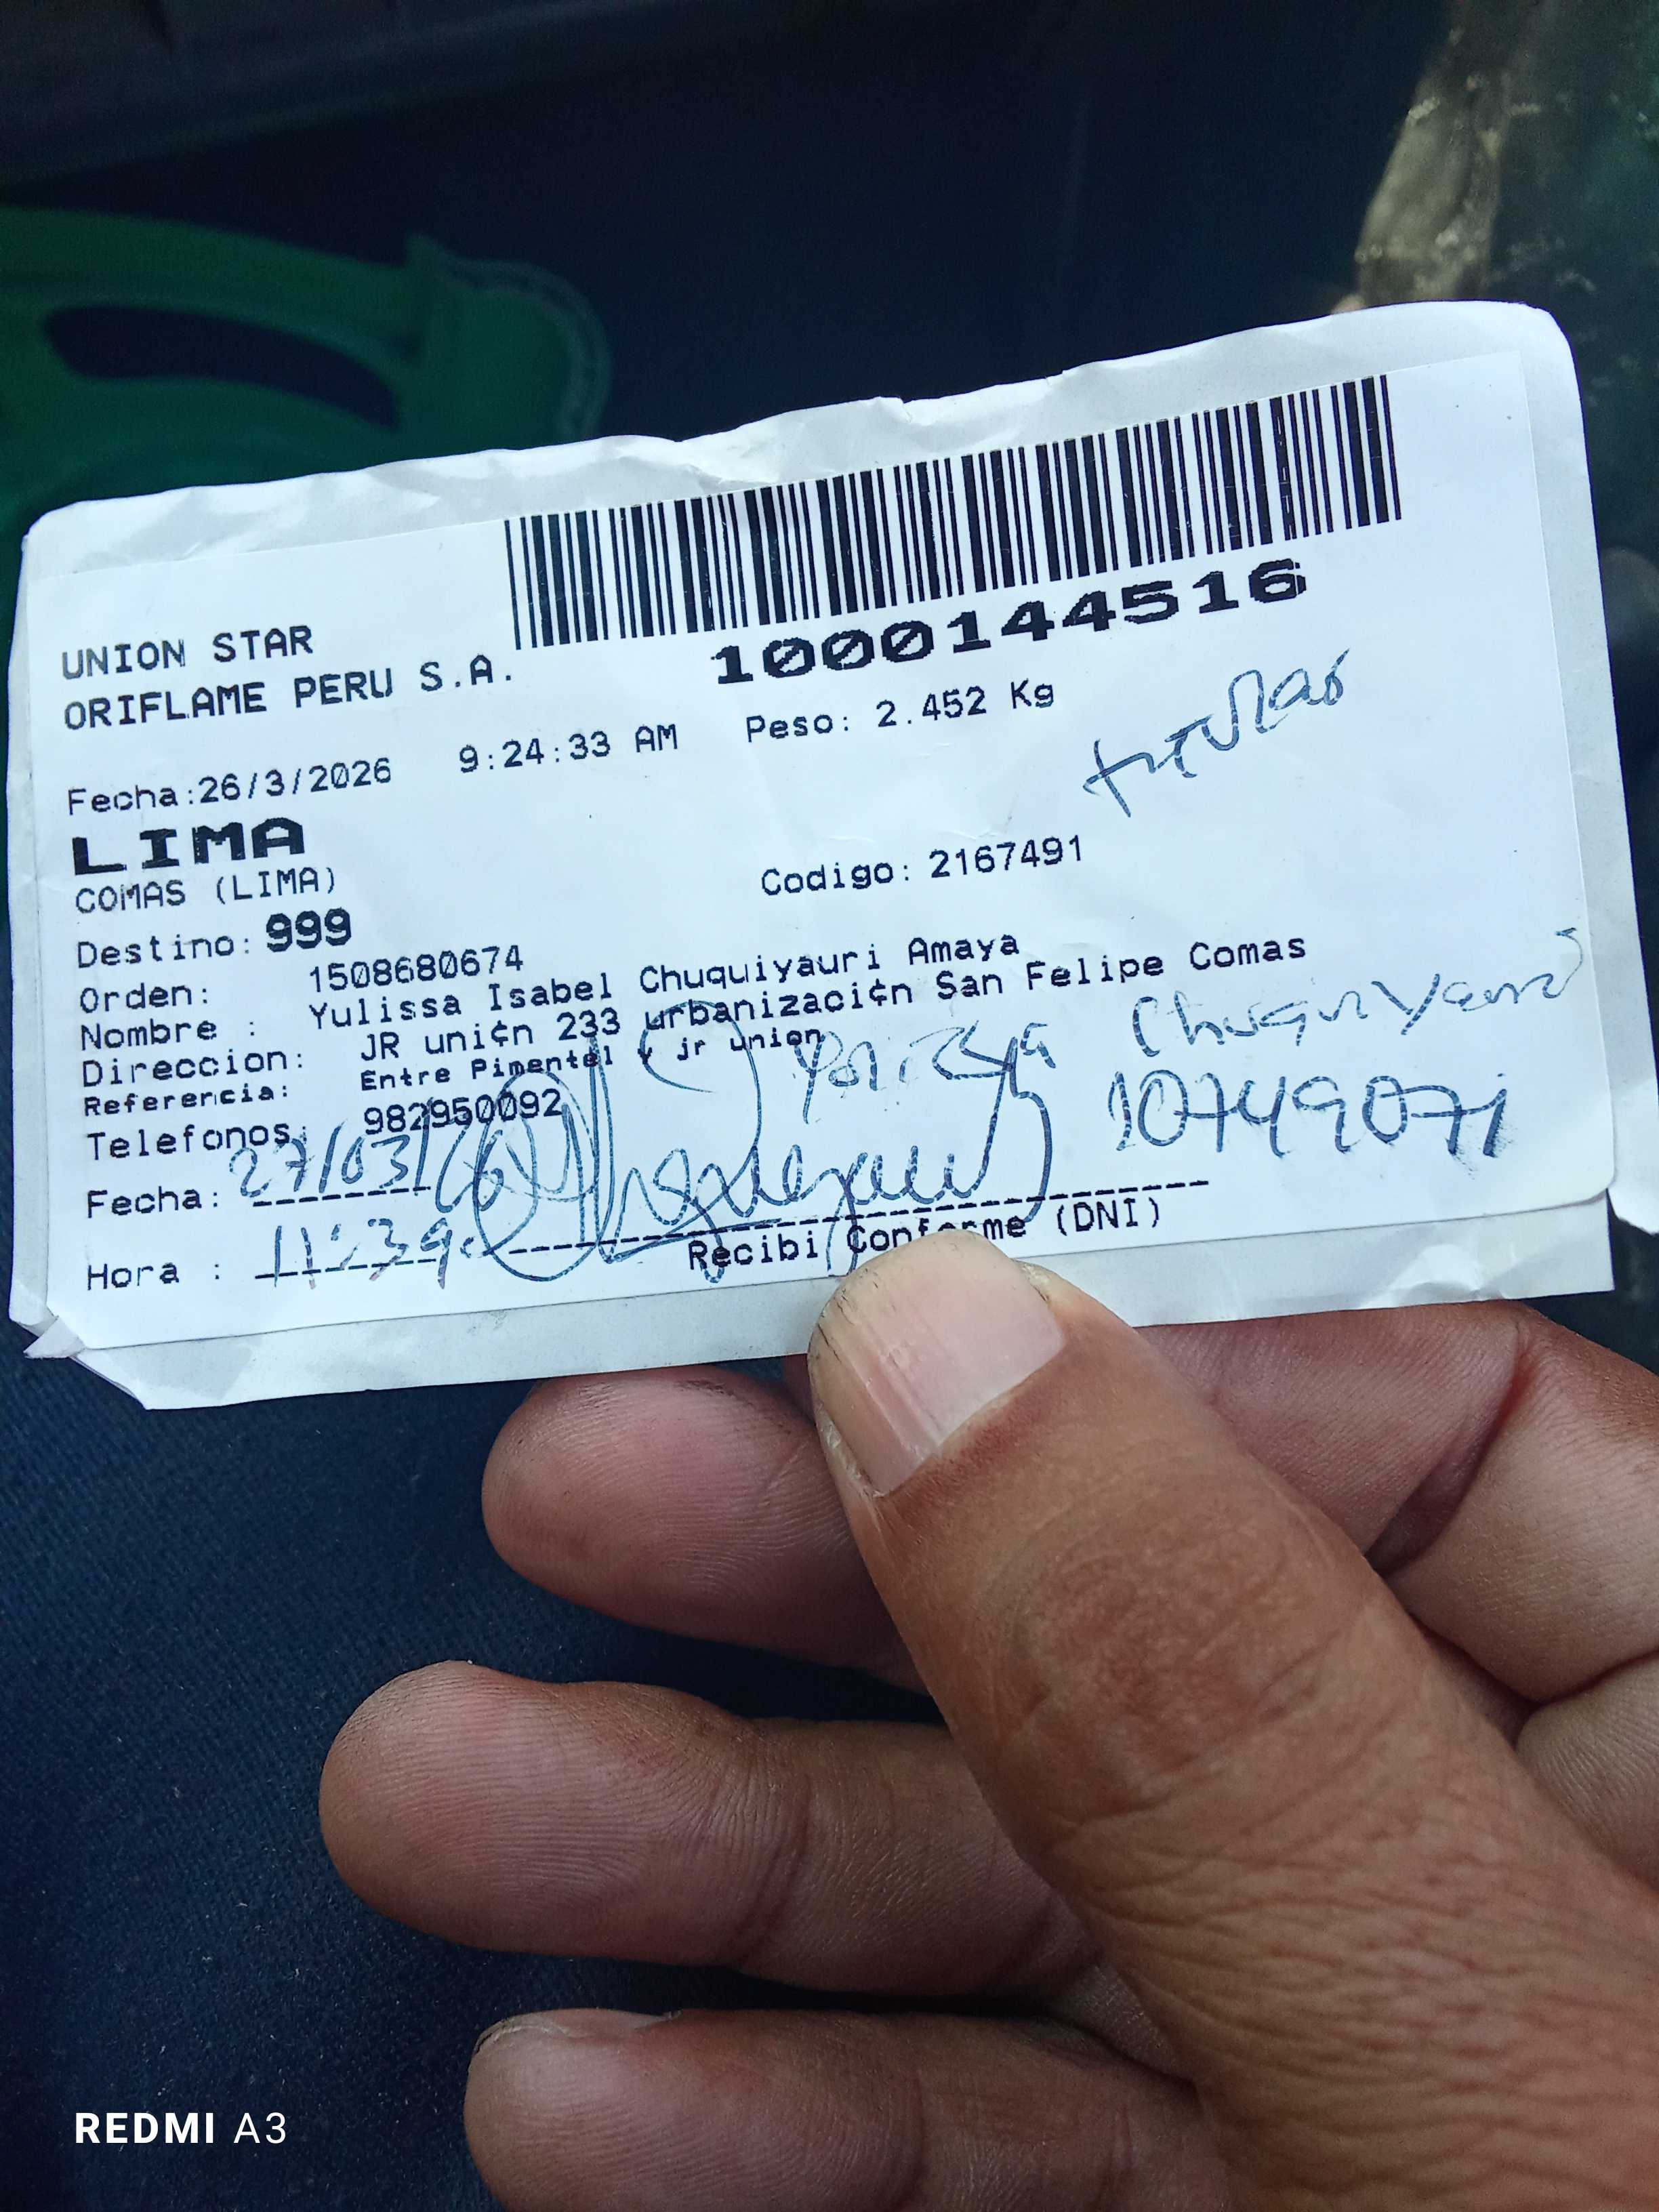 UNION STAR
ORIFLAME PERU S.A.
1000144516
Fecha:26/3/2026 9:24:33 AM Peso: 2.452 Kg
titular
LIMA
COMAS (LIMA)
Codigo: 2167491
Destino: 999
Orden: 1508680674
Nombre : Yulissa Isabel Chuquiyauri Amaya
Direccion: JR uni¢n 233 urbanizaci¢n San Felipe Comas
Referencia: Entre Pimentel y jr union
Telefonos: 982950092
Chuquiyauri
10749071
Fecha: 27/03/26
Hora : 11:39
Recibi Conforme (DNI)
REDMI A3